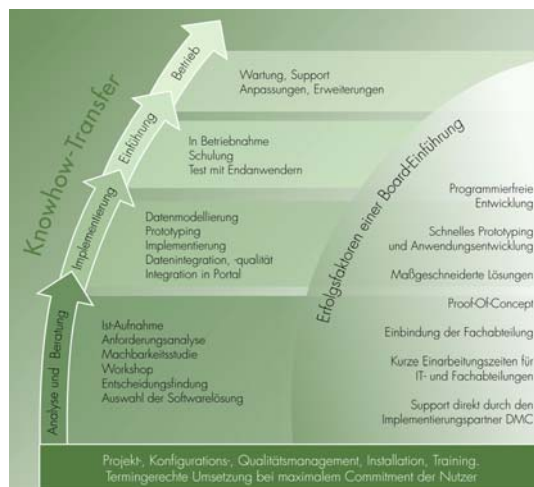 Knowhow-Transfer
Betrieb
Wartung, Support
Anpassungen, Erweiterungen
Einführung
In Betriebnahme
Schulung
Test mit Endanwendern
Implementierung
Datenmodellierung
Prototyping
Implementierung
Datenintegration, -qualität
Integration in Portal
Analyse und Beratung
Ist-Aufnahme
Anforderungsanalyse
Machbarkeitsstudie
Workshop
Entscheidungsfindung
Auswahl der Softwarelösung
Erfolgsfaktoren einer Board-Einführung
Programmierfreie
Entwicklung
Schnelles Prototyping
und Anwendungsentwicklung
Maßgeschneiderte Lösungen
Proof-Of-Concept
Einbindung der Fachabteilung
Kurze Einarbeitungszeiten für
IT- und Fachabteilungen
Support direkt durch den
Implementierungspartner DMC
Projekt-, Konfigurations-, Qualitätsmanagement, Installation, Training.
Termingerechte Umsetzung bei maximalem Commitment der Nutzer